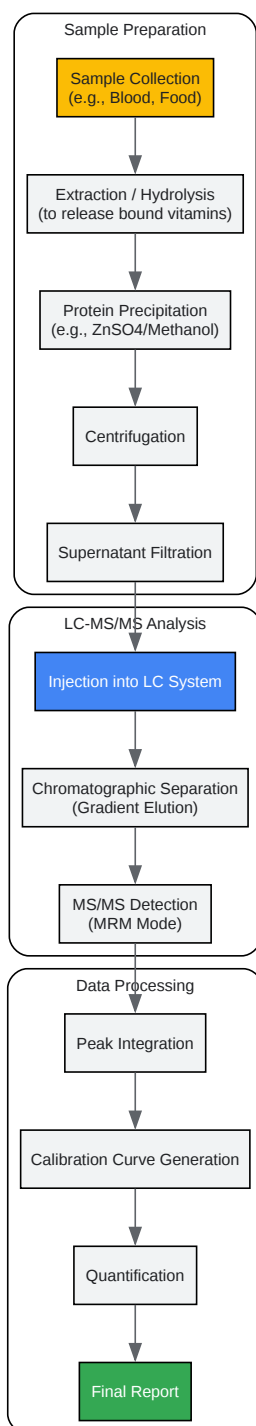 Sample Preparation
Sample Collection
(e.g., Blood, Food)
Extraction / Hydrolysis
(to release bound vitamins)
Protein Precipitation
(e.g., ZnSO4/Methanol)
Centrifugation
Supernatant Filtration
LC-MS/MS Analysis
Injection into LC System
Chromatographic Separation
(Gradient Elution)
MS/MS Detection
(MRM Mode)
Data Processing
Peak Integration
Calibration Curve Generation
Quantification
Final Report